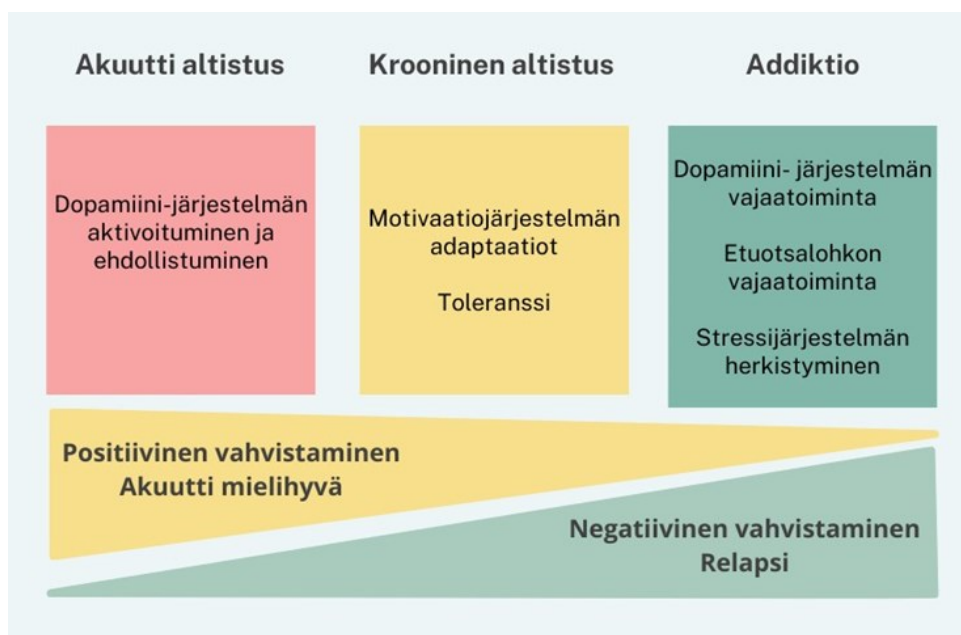 Akuutti altistus
Krooninen altistus
Addiktio
Dopamiini-järjestelmän
aktivoituminen ja
ehdollistuminen
Motivaatiojärjestelmän
adaptaatiot
Toleranssi
Dopamiini- järjestelmän
vajaatoiminta
Etuotsalohkon
vajaatoiminta
Stressijärjestelmän
herkistyminen
Positiivinen vahvistaminen
Akuutti mielihyvä
Negatiivinen vahvistaminen
Relapsi